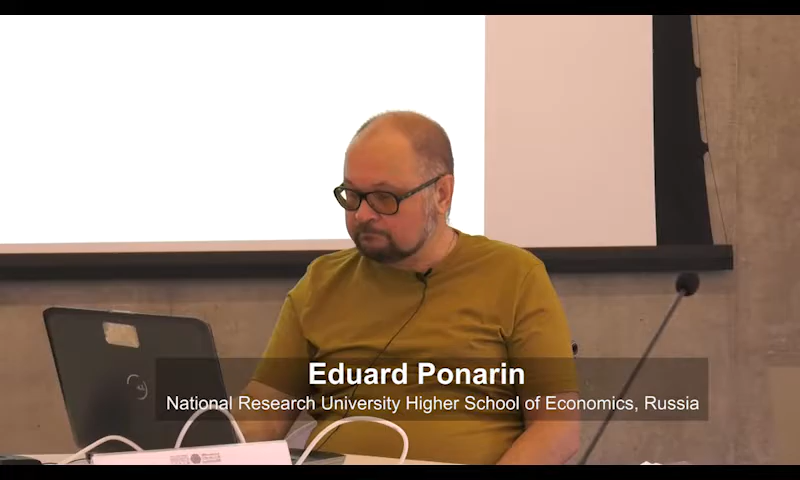 Eduard Ponarin
National Research University Higher School of Economics, Russia